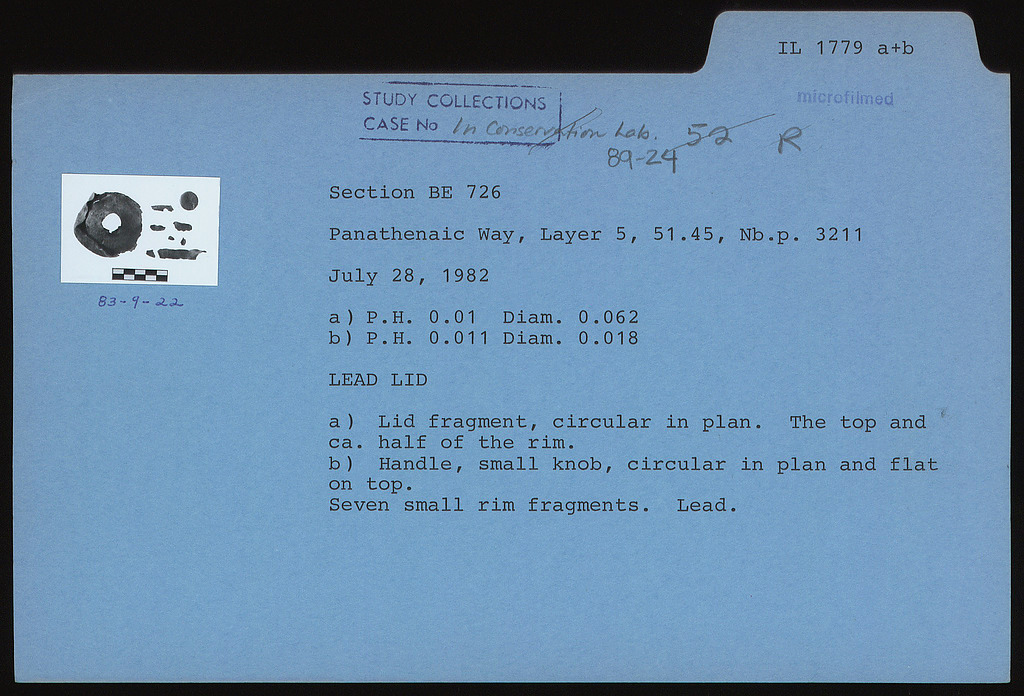 IL 1779 a+b
microfilmed
STUDY COLLECTIONS
CASE No In Conservation Lab. 52 R
89-24
Section BE 726
Panathenaic Way, Layer 5, 51.45, Nb.p. 3211
July 28, 1982
83-9-22
a) P.H. 0.01 Diam. 0.062
b) P.H. 0.011 Diam. 0.018
LEAD LID
a) Lid fragment, circular in plan. The top and
ca. half of the rim.
b) Handle, small knob, circular in plan and flat
on top.
Seven small rim fragments. Lead.